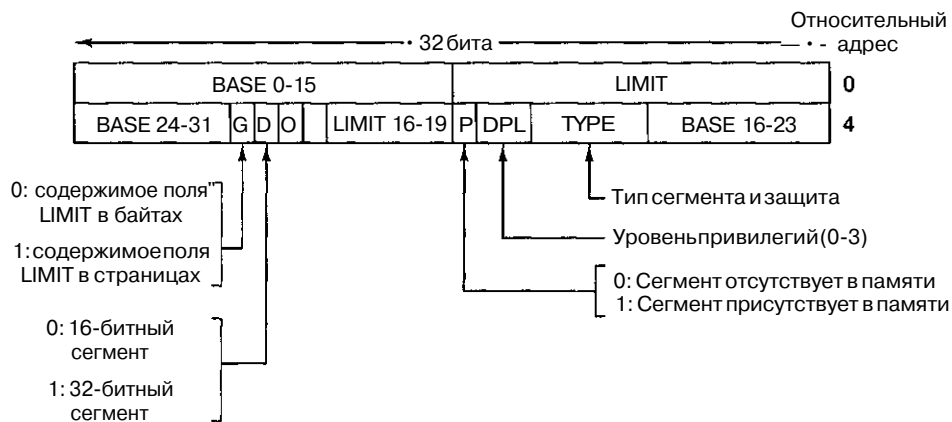 Относительный
32 бита — • - адрес
BASE 0-15 LIMIT 0
BASE 24-31 G D O LIMIT 16-19 P DPL TYPE BASE 16-23 4
0: содержимое поля"
LIMIT в байтах
1: содержимое поля
LIMIT в страницах
Тип сегмента и защита
Уровень привилегий (0-3)
0: Сегмент отсутствует в памяти
1: Сегмент присутствует в памяти
0: 16-битный
сегмент
1: 32-битный
сегмент